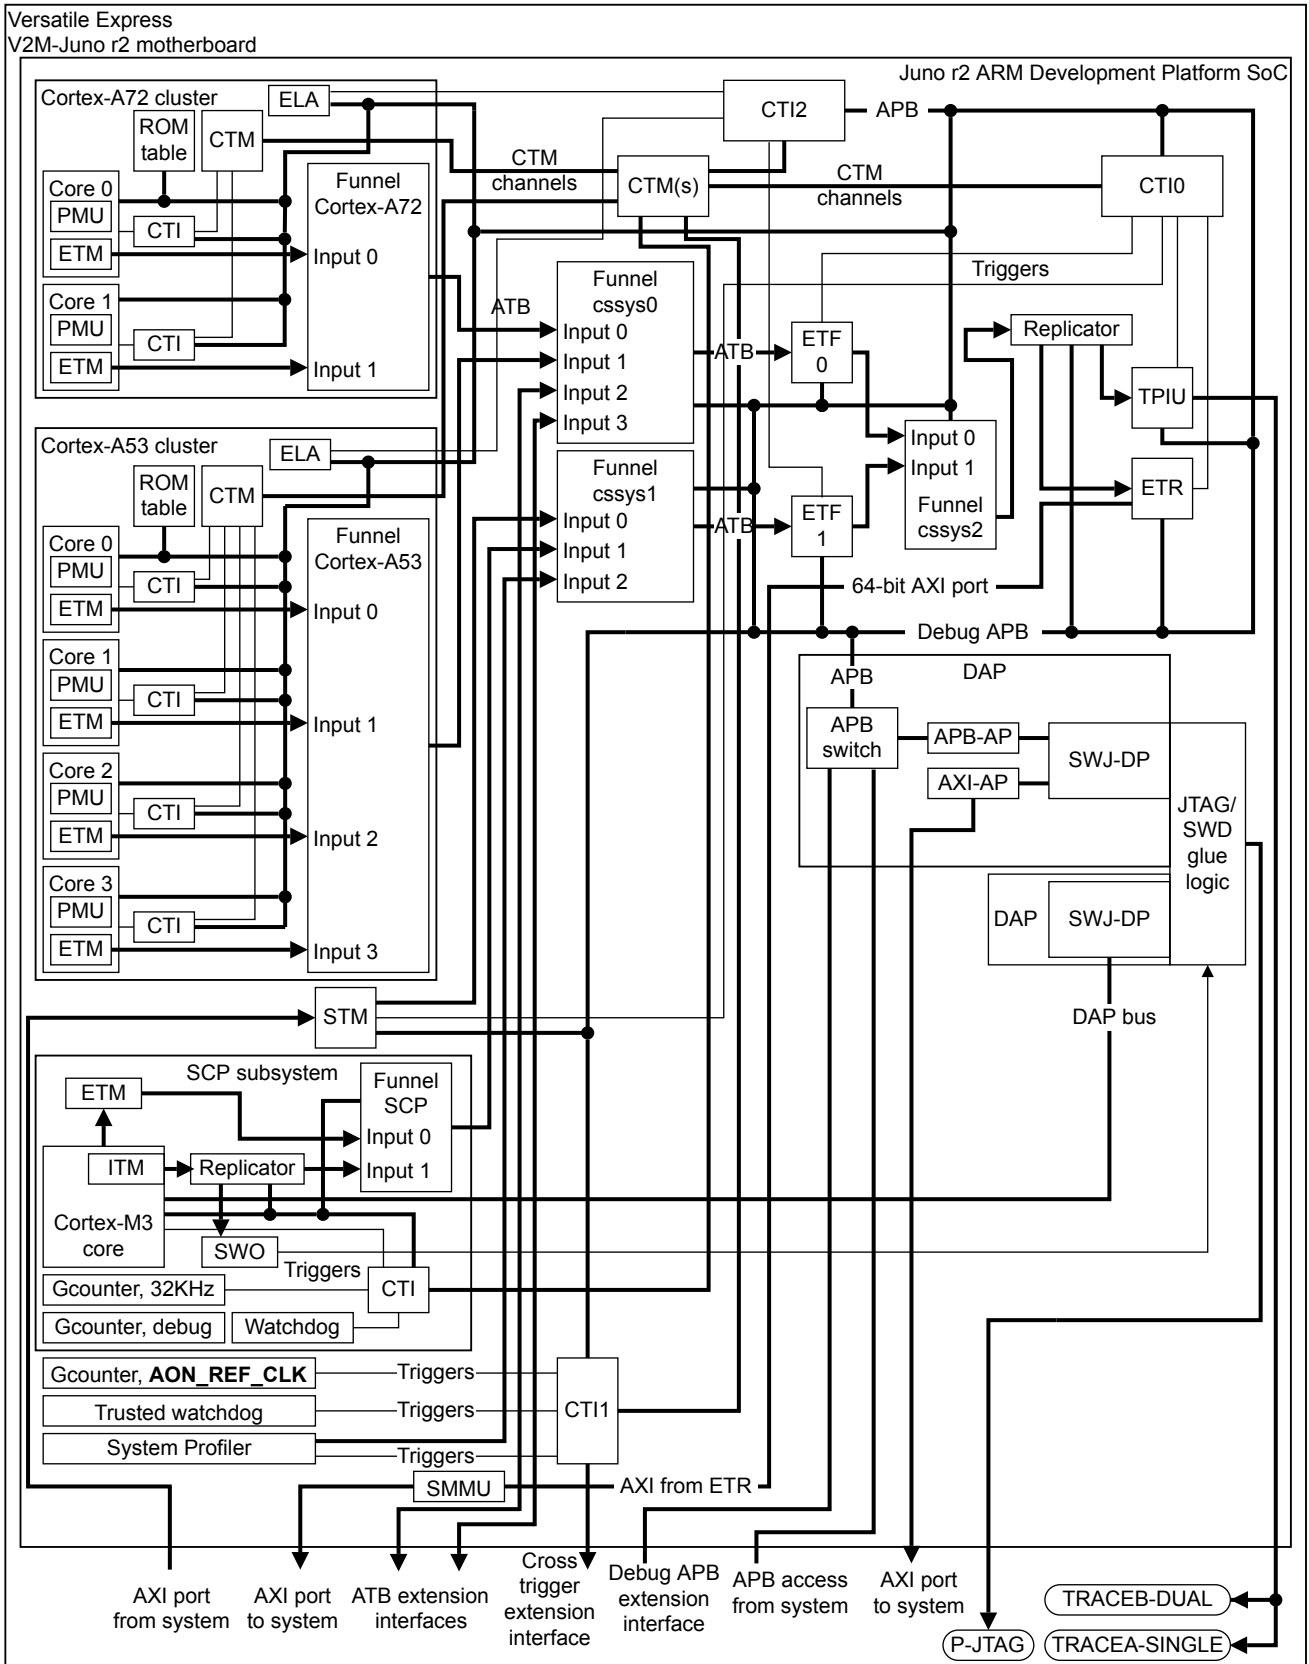 Versatile Express
V2M-Juno r2 motherboard
Juno r2 ARM Development Platform SoC
Cortex-A72 cluster
ELA
ROM
table
CTM
Core 0
PMU
ETM
CTI
Core 1
PMU
ETM
CTI
Funnel
Cortex-A72
Input 0
Input 1
CTI2
APB
CTM
channels
CTM(s)
CTM
channels
CTI0
Triggers
ATB
Funnel
cssys0
Input 0
Input 1
Input 2
Input 3
ATB
ETF
0
Replicator
TPIU
Input 0
Input 1
Funnel
cssys2
ETR
Cortex-A53 cluster
ELA
ROM
table
CTM
Core 0
PMU
ETM
CTI
Core 1
PMU
ETM
CTI
Core 2
PMU
ETM
CTI
Core 3
PMU
ETM
CTI
Funnel
Cortex-A53
Input 0
Input 1
Input 2
Input 3
Funnel
cssys1
Input 0
Input 1
Input 2
ATB
ETF
1
64-bit AXI port
Debug APB
APB
DAP
APB
switch
APB-AP
AXI-AP
SWJ-DP
JTAG/
SWD
glue
logic
DAP
SWJ-DP
DAP bus
STM
SCP subsystem
ETM
Funnel
SCP
Input 0
Input 1
ITM
Replicator
Cortex-M3
core
SWO
Triggers
CTI
Gcounter, 32KHz
Gcounter, debug
Watchdog
Gcounter, AON_REF_CLK
Triggers
Trusted watchdog
Triggers
System Profiler
Triggers
CTI1
SMMU
AXI from ETR
AXI port
from system
AXI port
to system
ATB extension
interfaces
Cross
trigger
extension
interface
Debug APB
extension
interface
APB access
from system
AXI port
to system
P-JTAG
TRACEB-DUAL
TRACEA-SINGLE